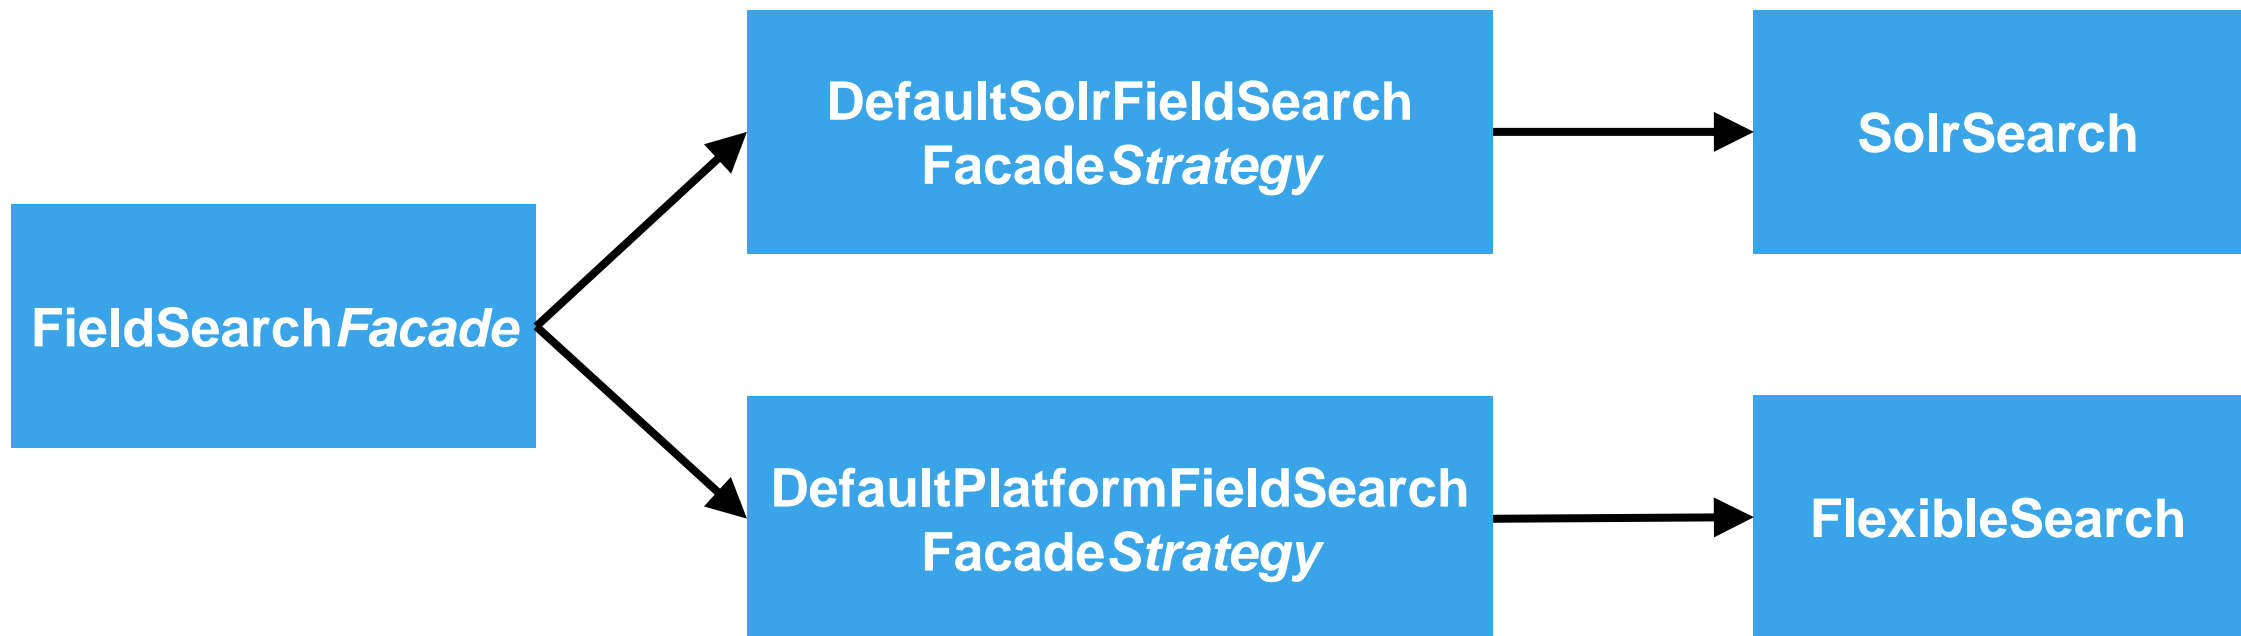 DefaultSolrFieldSearch
FacadeStrategy
SolrSearch
FieldSearchFacade
DefaultPlatformFieldSearch
FacadeStrategy
FlexibleSearch